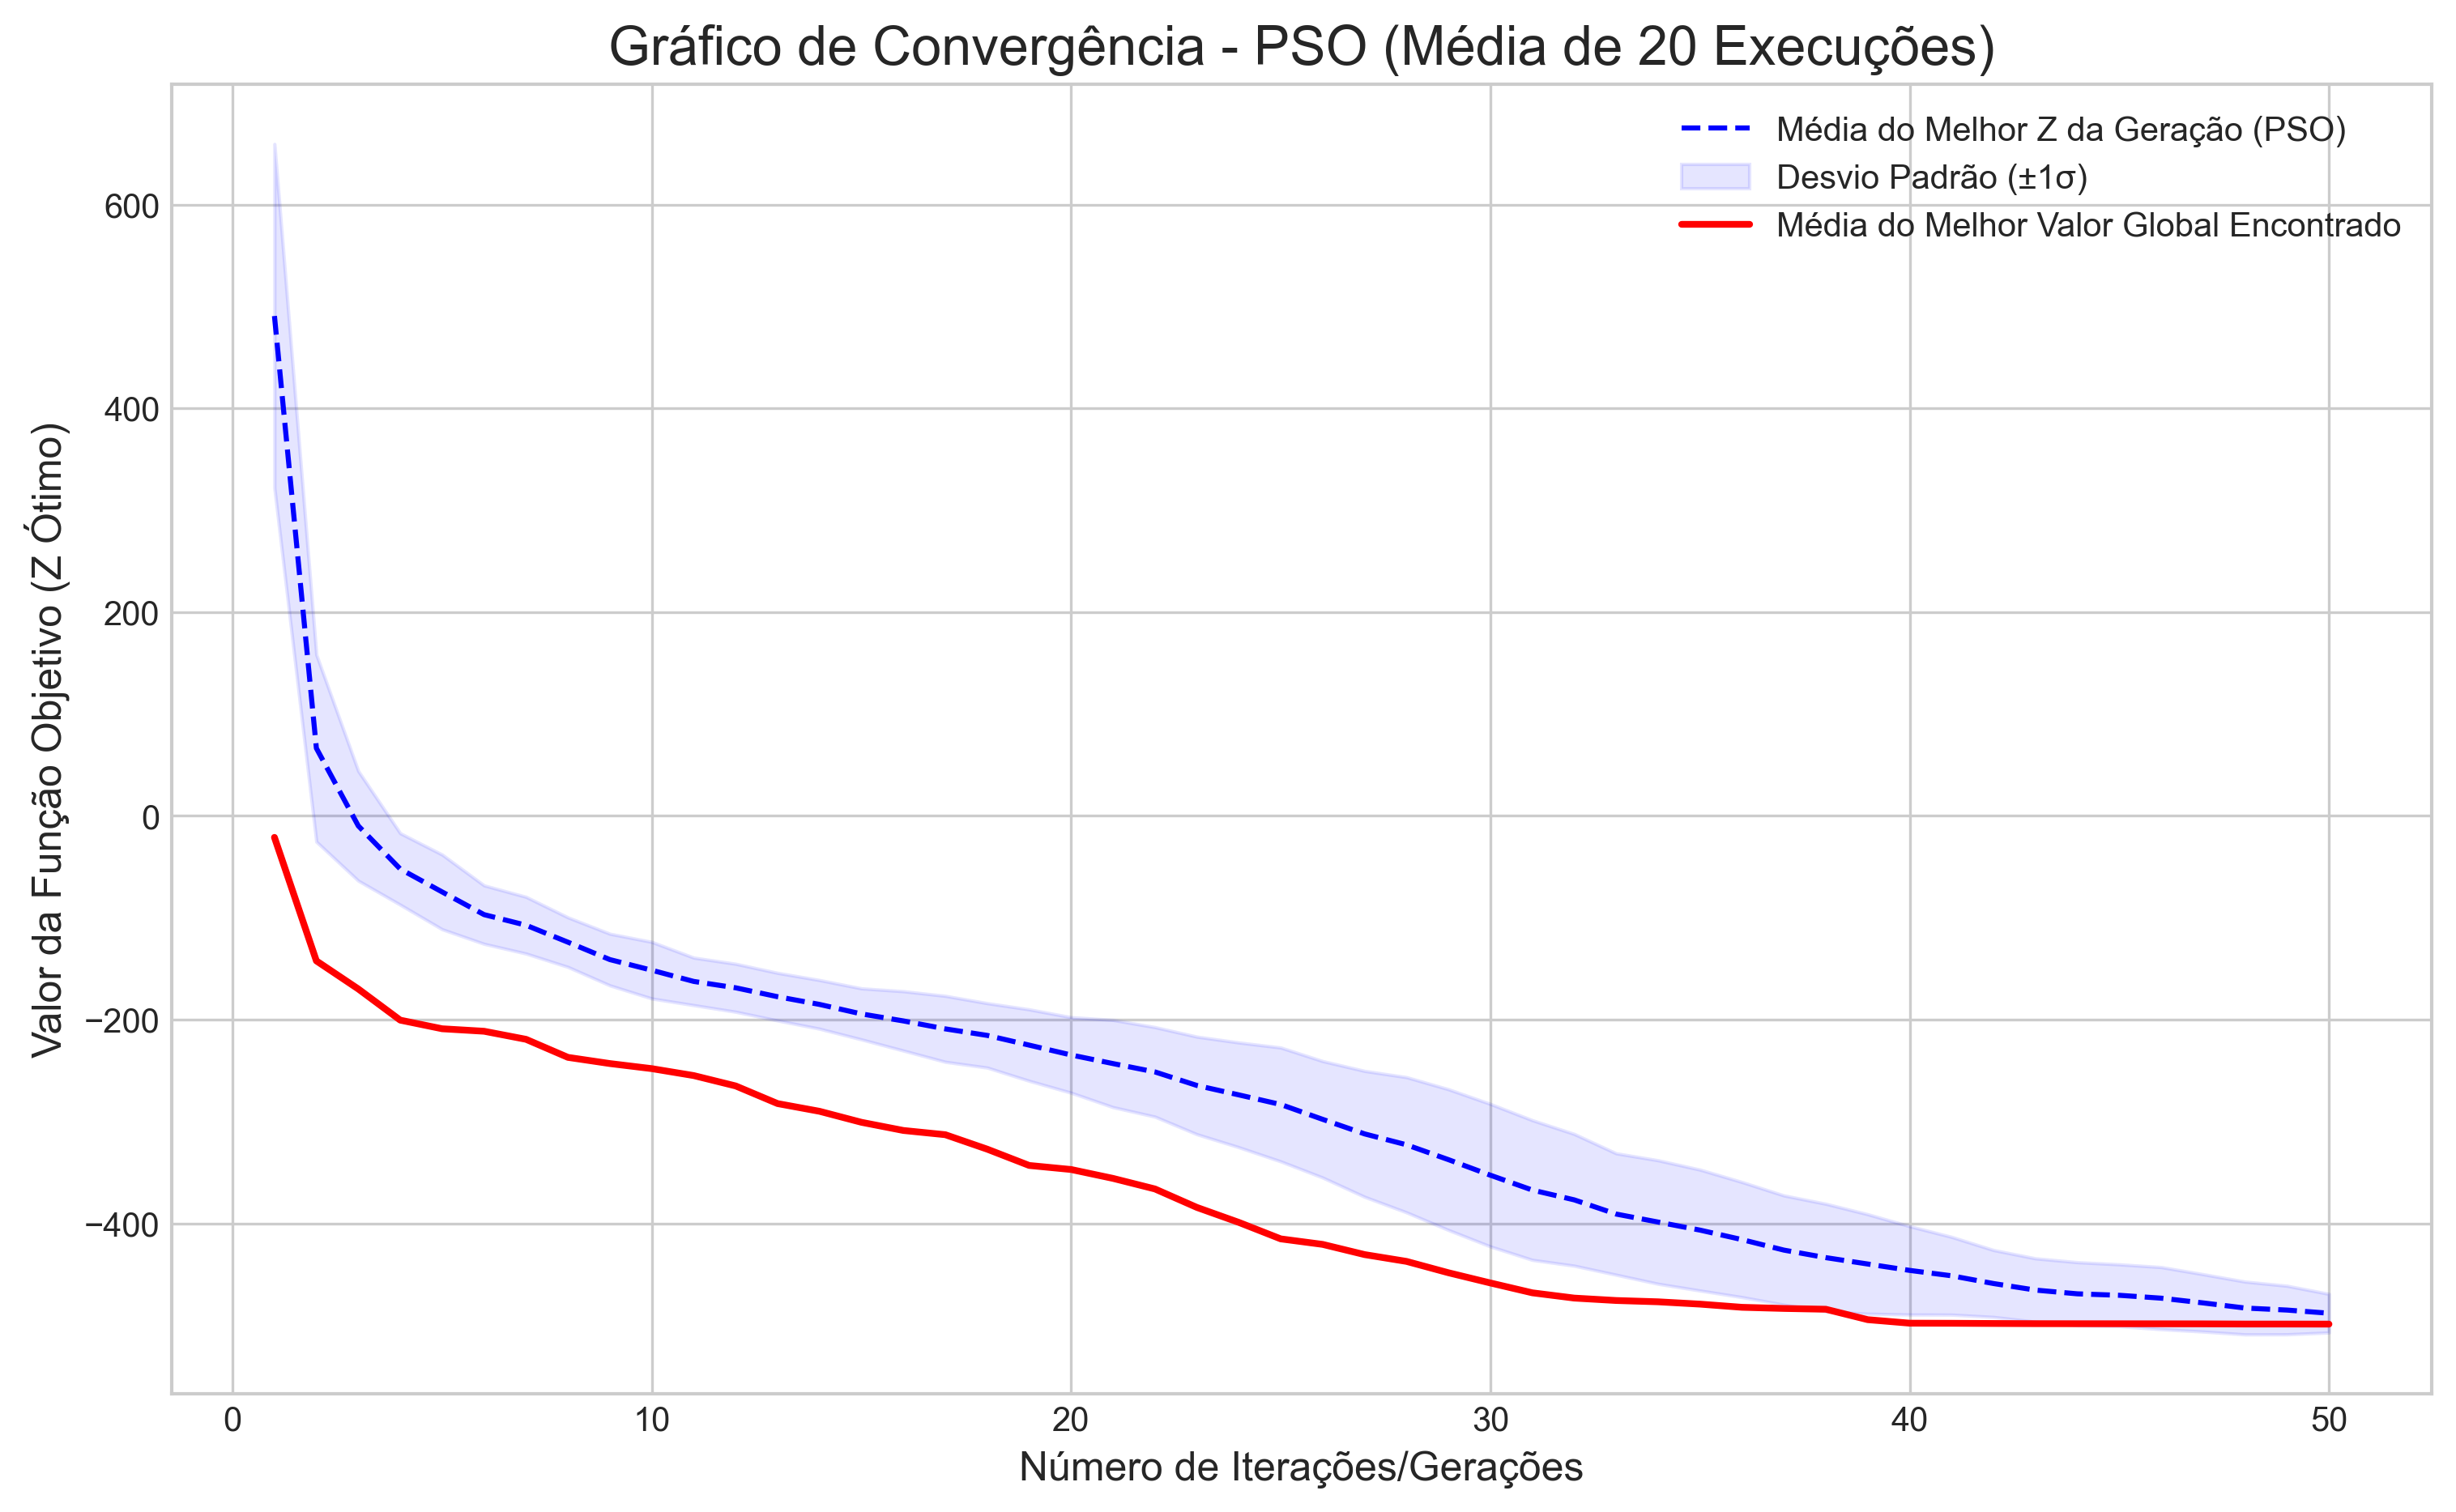 Gráfico de Convergência - PSO (Média de 20 Execuções)
Média do Melhor Z da Geração (PSO)
Desvio Padrão (±1σ)
Média do Melhor Valor Global Encontrado
Valor da Função Objetivo (Z Ótimo)
600
400
200
0
−200
−400
0 10 20 30 40 50
Número de Iterações/Gerações